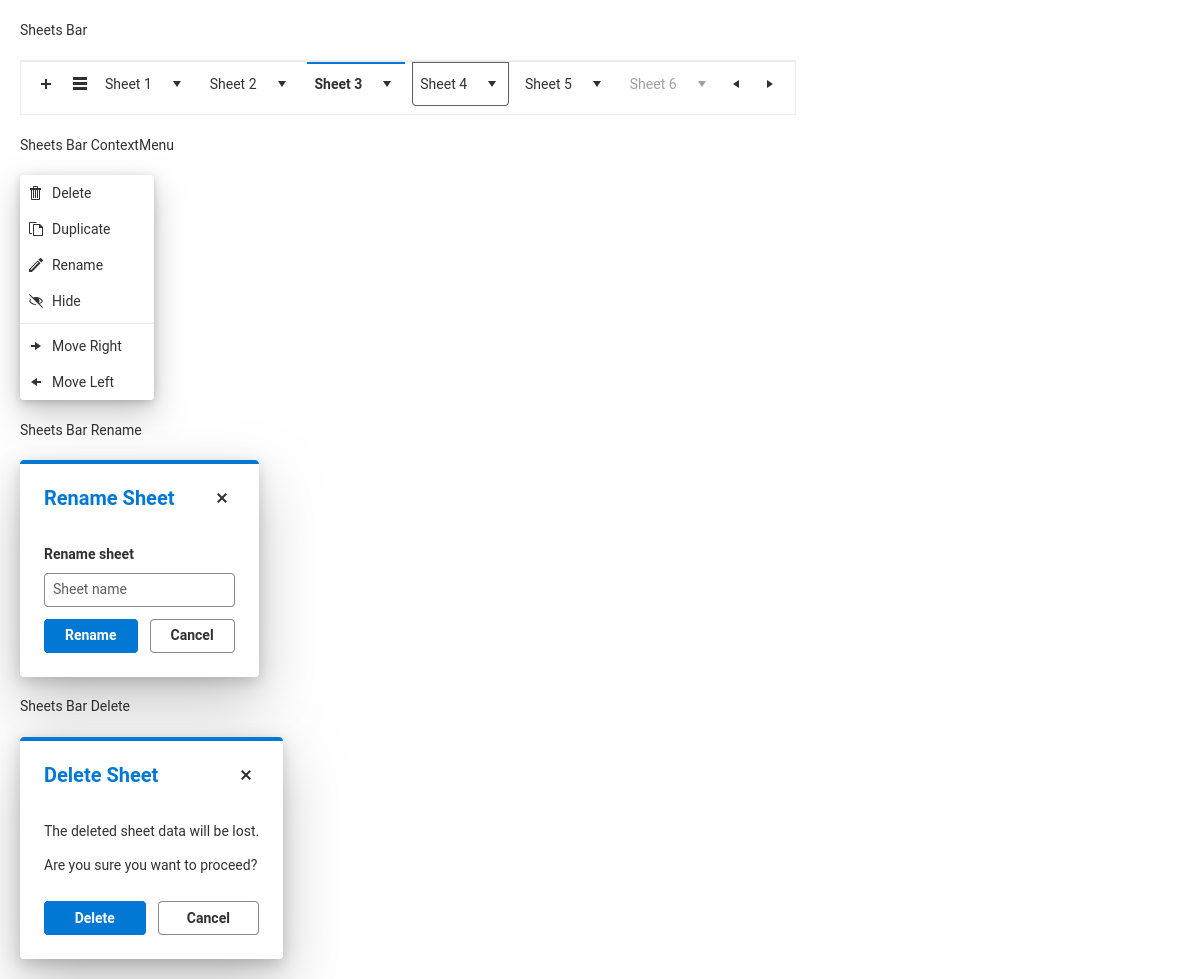 Sheets Bar
Sheet 1 Sheet 2 Sheet 3 Sheet 4 Sheet 5 Sheet 6
Sheets Bar ContextMenu
Delete
Duplicate
Rename
Hide
Move Right
Move Left
Sheets Bar Rename
Rename Sheet
Rename sheet
Sheet name
Rename Cancel
Sheets Bar Delete
Delete Sheet
The deleted sheet data will be lost.
Are you sure you want to proceed?
Delete Cancel